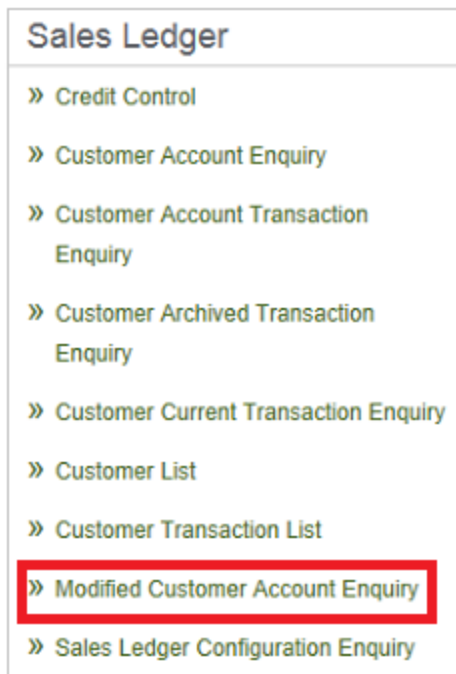 Sales Ledger
» Credit Control
» Customer Account Enquiry
» Customer Account Transaction
Enquiry
» Customer Archived Transaction
Enquiry
» Customer Current Transaction Enquiry
» Customer List
» Customer Transaction List
» Modified Customer Account Enquiry
» Sales Ledger Configuration Enquiry